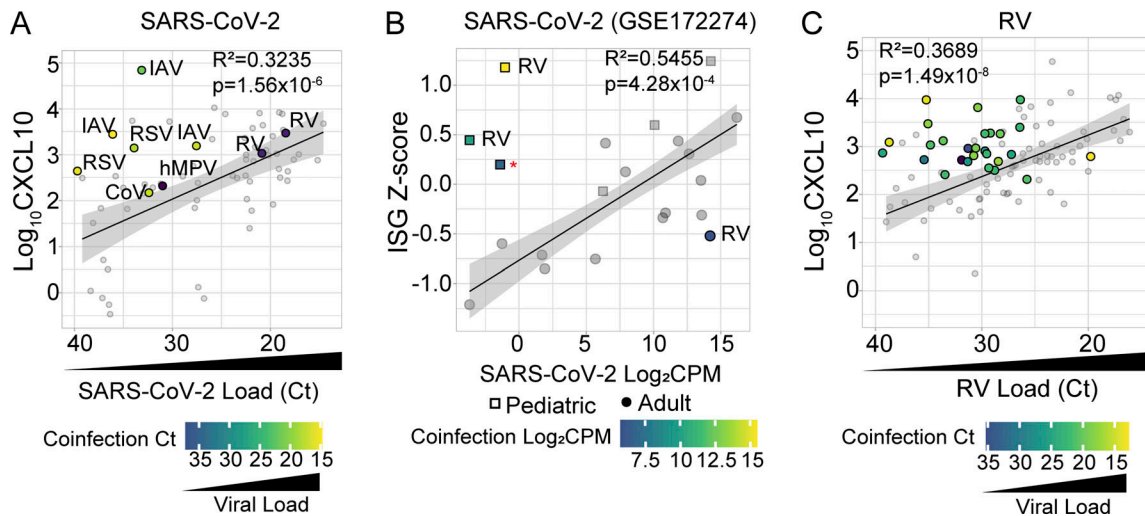 A
SARS-CoV-2
R²=0.3235
p=1.56x10⁻⁶
IAV
IAV
RSV
IAV
RV
RSV
hMPV
RV
CoV
Log₁₀CXCL10
5
4
3
2
1
0
40
30
20
SARS-CoV-2 Load (Ct)
Coinfection Ct
35
30
25
20
15
Viral Load
B
SARS-CoV-2 (GSE172274)
R²=0.5455
p=4.28x10⁻⁴
RV
RV
*
RV
ISG Z-score
1.0
0.5
0.0
-0.5
-1.0
0
5
10
15
SARS-CoV-2 Log₂CPM
Pediatric
Adult
Coinfection Log₂CPM
7.5
10
12.5
15
C
RV
R²=0.3689
p=1.49x10⁻⁸
Log₁₀CXCL10
5
4
3
2
1
0
40
30
20
RV Load (Ct)
Coinfection Ct
35
30
25
20
15
Viral Load